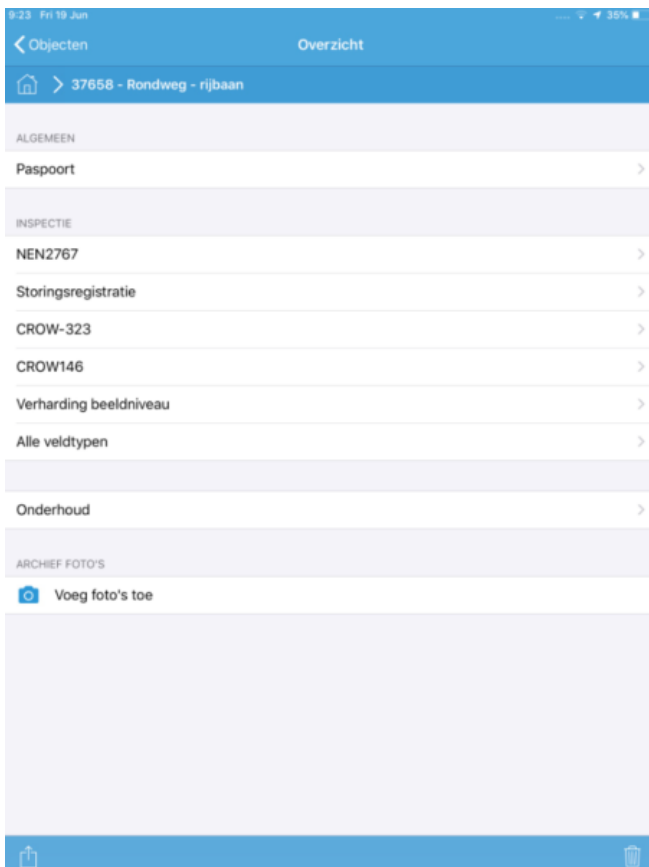 9:23 Fri 19 Jun 35%
Objecten Overzicht
37658 - Rondweg - rijbaan
ALGEMEEN
Paspoort
INSPECTIE
NEN2767
Storingsregistratie
CROW-323
CROW146
Verharding beeldniveau
Alle veldtypen
Onderhoud
ARCHIEF FOTO'S
Voeg foto's toe